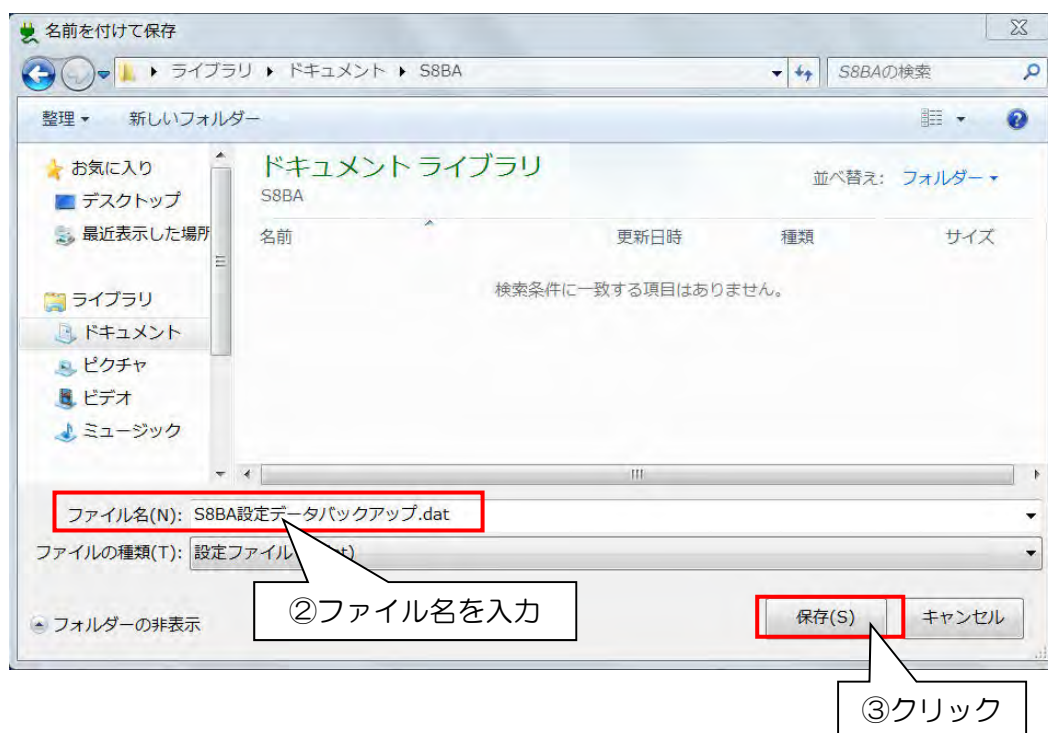 名前を付けて保存
ライブラリ ▸ ドキュメント ▸ S8BA
S8BAの検索
整理
新しいフォルダー
お気に入り
デスクトップ
最近表示した場所
ライブラリ
ドキュメント
ピクチャ
ビデオ
ミュージック
ドキュメント ライブラリ
S8BA
並べ替え: フォルダー
名前 更新日時 種類 サイズ
検索条件に一致する項目はありません。
ファイル名(N): S8BA設定データバックアップ.dat
ファイルの種類(T): 設定ファイル
②ファイル名を入力
フォルダーの非表示
保存(S)
キャンセル
③クリック